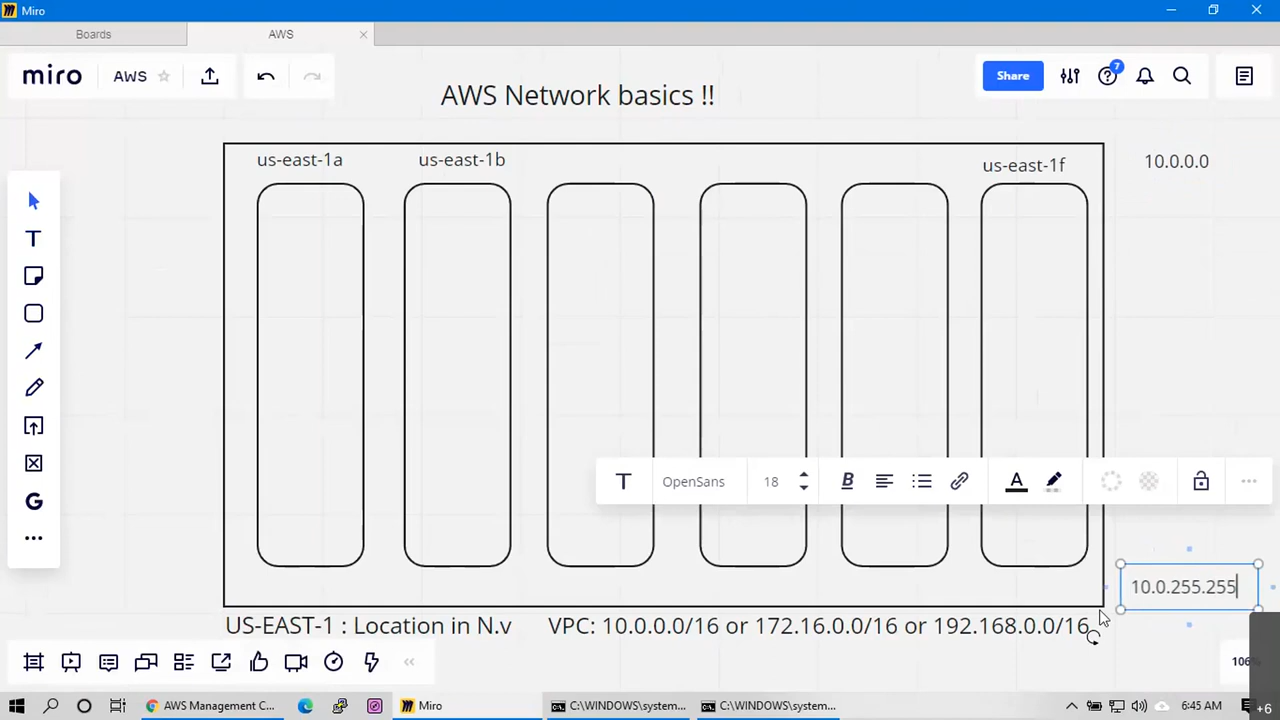 Miro
Boards
AWS
miro
AWS
Share
7
AWS Network basics !!
us-east-1a
us-east-1b
us-east-1f
10.0.0.0
T
T
OpenSans
18
B
A
G
10.0.255.255
US-EAST-1 : Location in N.v
VPC: 10.0.0.0/16 or 172.16.0.0/16 or 192.168.0.0/16
106%
AWS Management C...
Miro
C:\WINDOWS\system...
C:\WINDOWS\system...
6:45 AM
+6